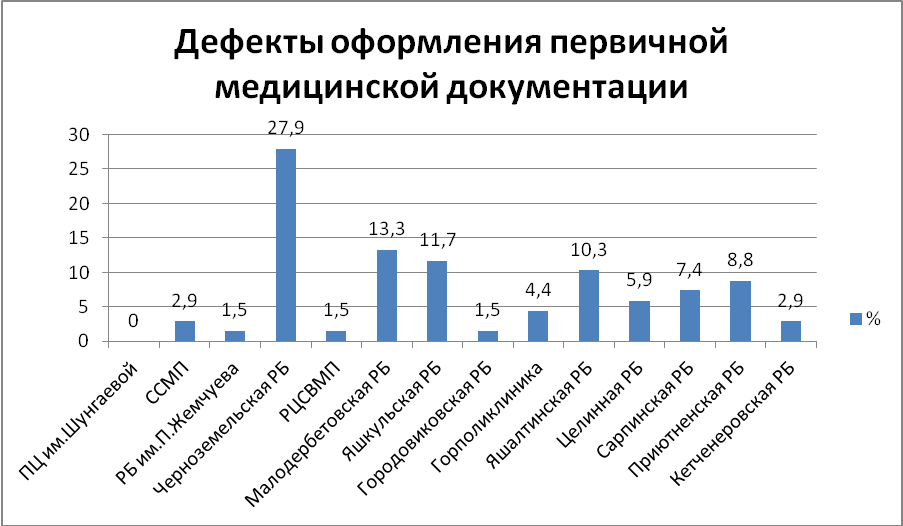 Дефекты оформления первичной
медицинской документации
30
25
20
15
10
5
0
0
2,9
1,5
27,9
1,5
13,3
11,7
1,5
4,4
10,3
5,9
7,4
8,8
2,9
%
ПЦ им.Шунгаевой
ССМП
РБ им.П.Жемчуева
Черноземельская РБ
РЦСВМП
Малодербетовская РБ
Яшкульская РБ
Городовиковская РБ
Горполиклиника
Яшалтинская РБ
Целинная РБ
Сарпинская РБ
Приютненская РБ
Кетченеровская РБ